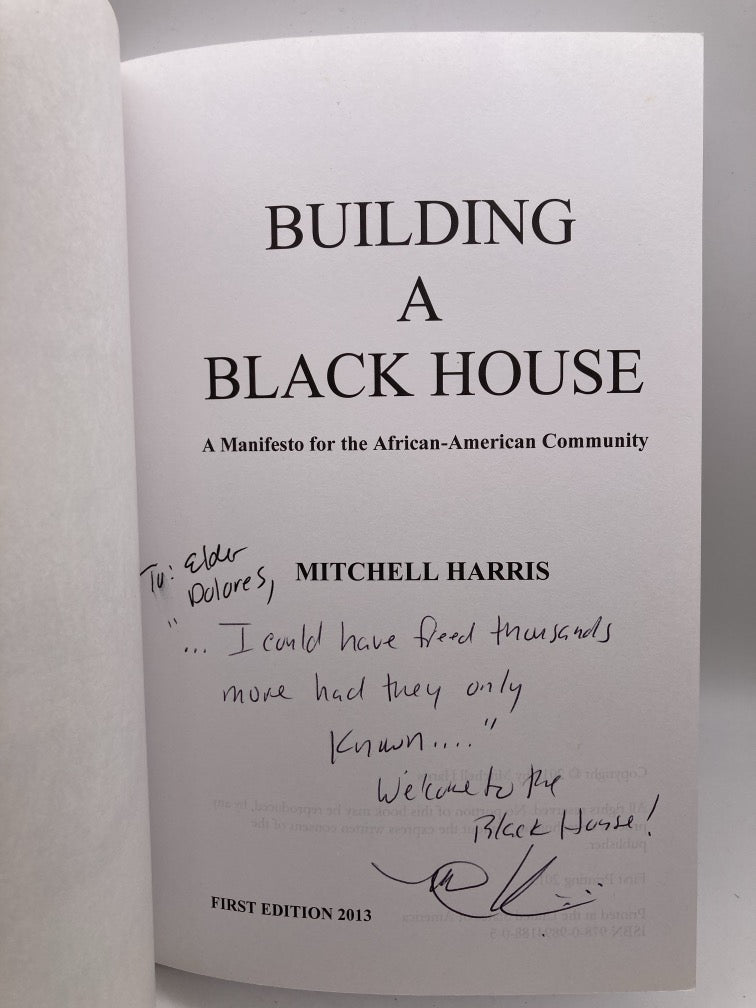 BUILDING
A
BLACK HOUSE
A Manifesto for the African-American Community
To: Elder
Dolores,
MITCHELL HARRIS
"... I could have freed thousands
more had they only
known...."
Welcome to the
Black House!
FIRST EDITION 2013